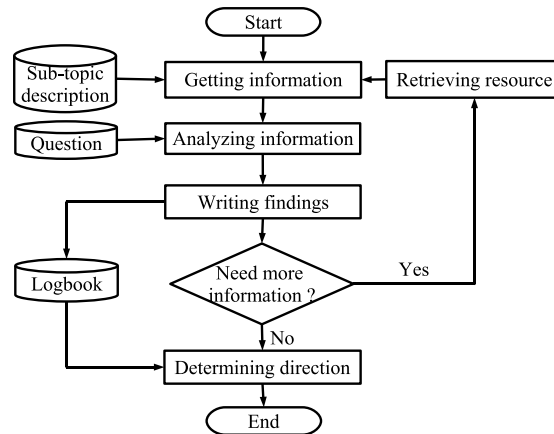 Start
Sub-topic
description
Getting information
Retrieving resource
Question
Analyzing information
Writing findings
Logbook
Need more
information ?
Yes
No
Determining direction
End